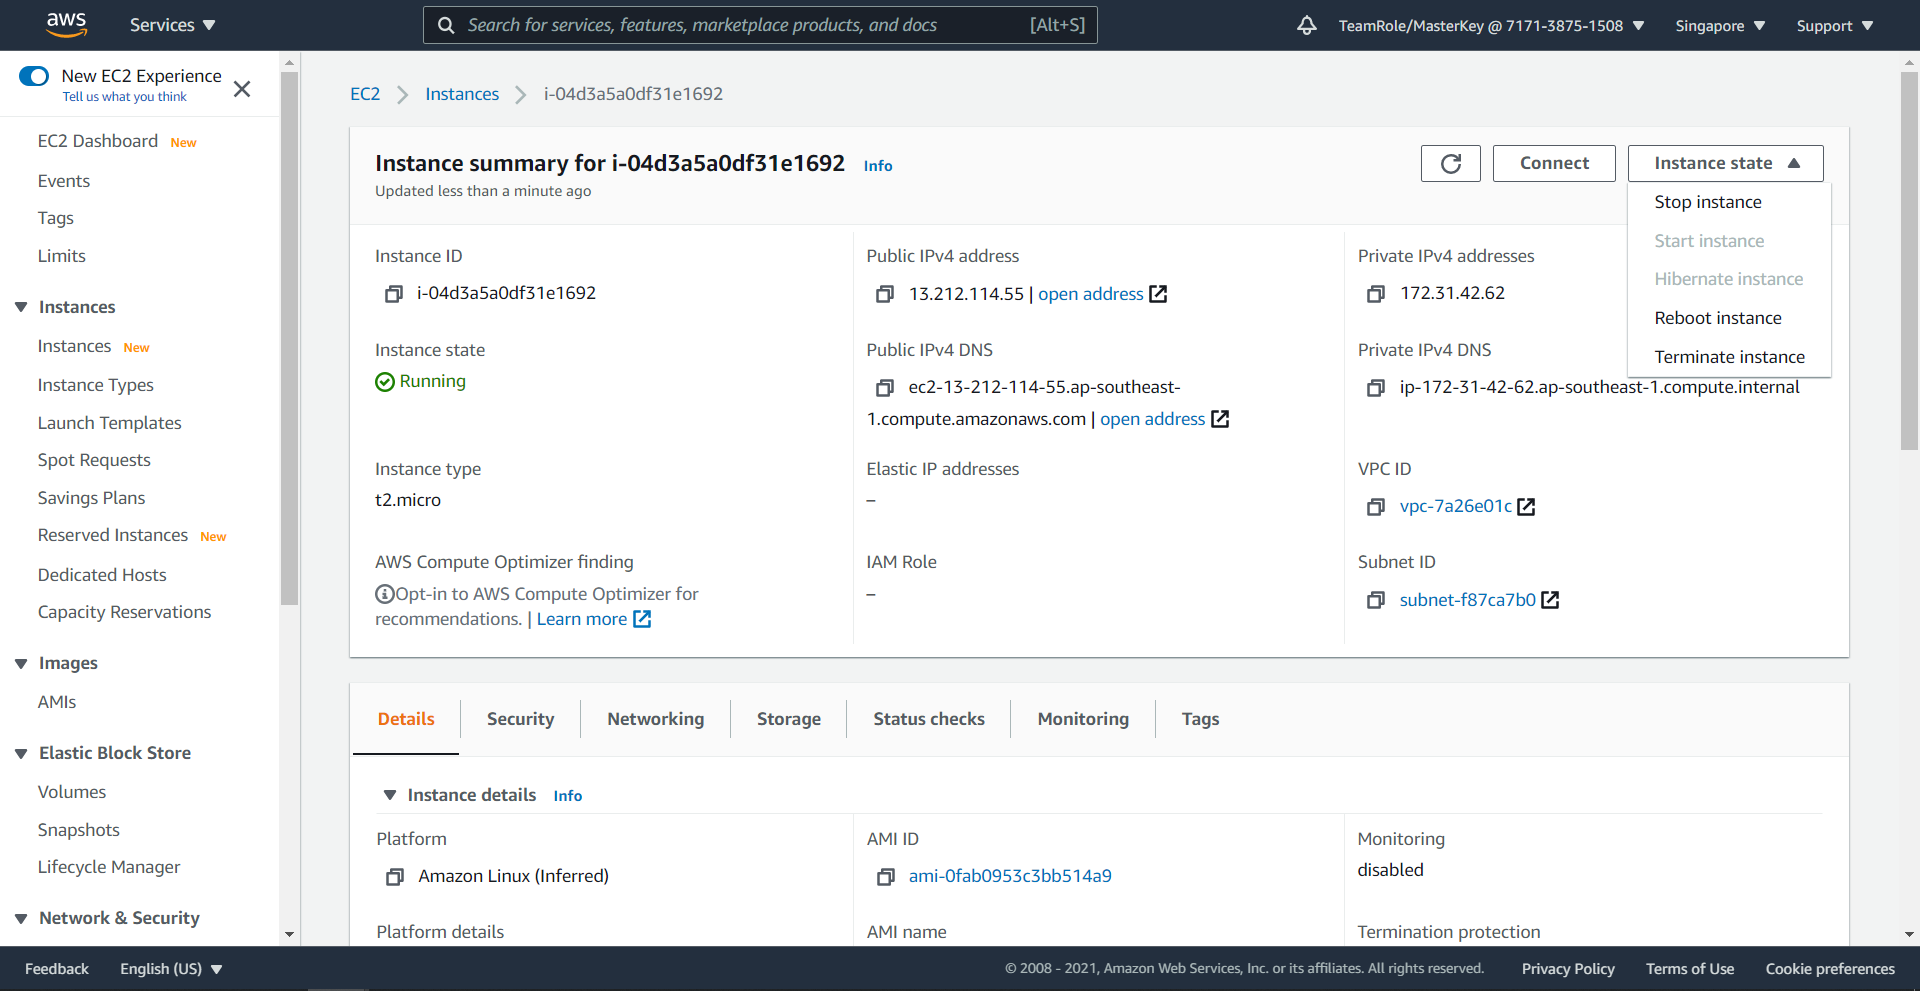 aws
Services
Search for services, features, marketplace products, and docs [Alt+S]
TeamRole/MasterKey @ 7171-3875-1508
Singapore
Support
New EC2 Experience
Tell us what you think
EC2 Dashboard New
Events
Tags
Limits
Instances
Instances New
Instance Types
Launch Templates
Spot Requests
Savings Plans
Reserved Instances New
Dedicated Hosts
Capacity Reservations
Images
AMIs
Elastic Block Store
Volumes
Snapshots
Lifecycle Manager
Network & Security
EC2 > Instances > i-04d3a5a0df31e1692
Instance summary for i-04d3a5a0df31e1692 Info
Updated less than a minute ago
Connect
Instance state
Stop instance
Start instance
Hibernate instance
Reboot instance
Terminate instance
Instance ID
i-04d3a5a0df31e1692
Public IPv4 address
13.212.114.55 | open address
Private IPv4 addresses
172.31.42.62
Instance state
Running
Public IPv4 DNS
ec2-13-212-114-55.ap-southeast-
1.compute.amazonaws.com | open address
Private IPv4 DNS
ip-172-31-42-62.ap-southeast-1.compute.internal
Instance type
t2.micro
Elastic IP addresses
–
VPC ID
vpc-7a26e01c
AWS Compute Optimizer finding
Opt-in to AWS Compute Optimizer for
recommendations. | Learn more
IAM Role
–
Subnet ID
subnet-f87ca7b0
Details
Security
Networking
Storage
Status checks
Monitoring
Tags
Instance details Info
Platform
Amazon Linux (Inferred)
AMI ID
ami-0fab0953c3bb514a9
Monitoring
disabled
Platform details
AMI name
Termination protection
Feedback
English (US)
© 2008 - 2021, Amazon Web Services, Inc. or its affiliates. All rights reserved.
Privacy Policy
Terms of Use
Cookie preferences